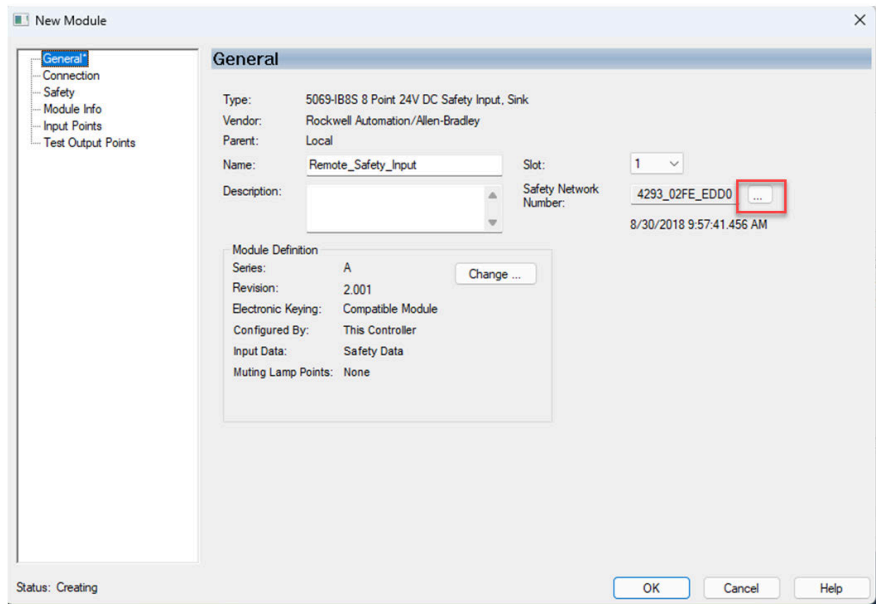 New Module
General*
Connection
Safety
Module Info
Input Points
Test Output Points
General
Type: 5069-IB8S 8 Point 24V DC Safety Input, Sink
Vendor: Rockwell Automation/Allen-Bradley
Parent: Local
Name: Remote_Safety_Input
Slot: 1
Description:
Safety Network
Number:
4293_02FE_EDD0 ...
8/30/2018 9:57:41.456 AM
Module Definition
Series: A
Change ...
Revision: 2.001
Electronic Keying: Compatible Module
Configured By: This Controller
Input Data: Safety Data
Muting Lamp Points: None
Status: Creating
OK Cancel Help